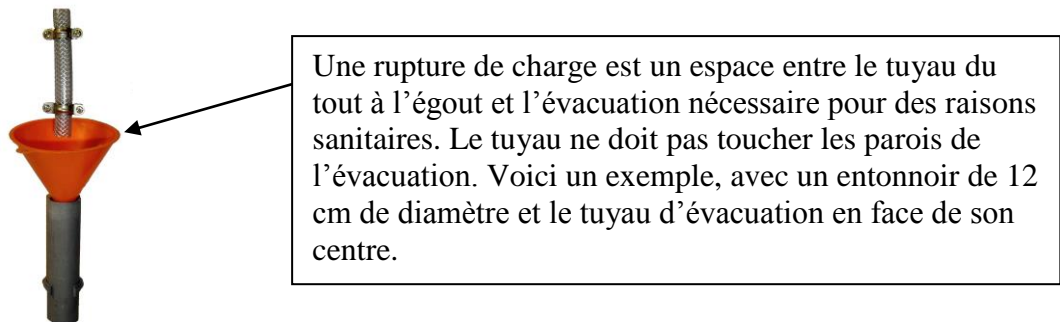 Une rupture de charge est un espace entre le tuyau du
tout à l’égout et l’évacuation nécessaire pour des raisons
sanitaires. Le tuyau ne doit pas toucher les parois de
l’évacuation. Voici un exemple, avec un entonnoir de 12
cm de diamètre et le tuyau d’évacuation en face de son
centre.